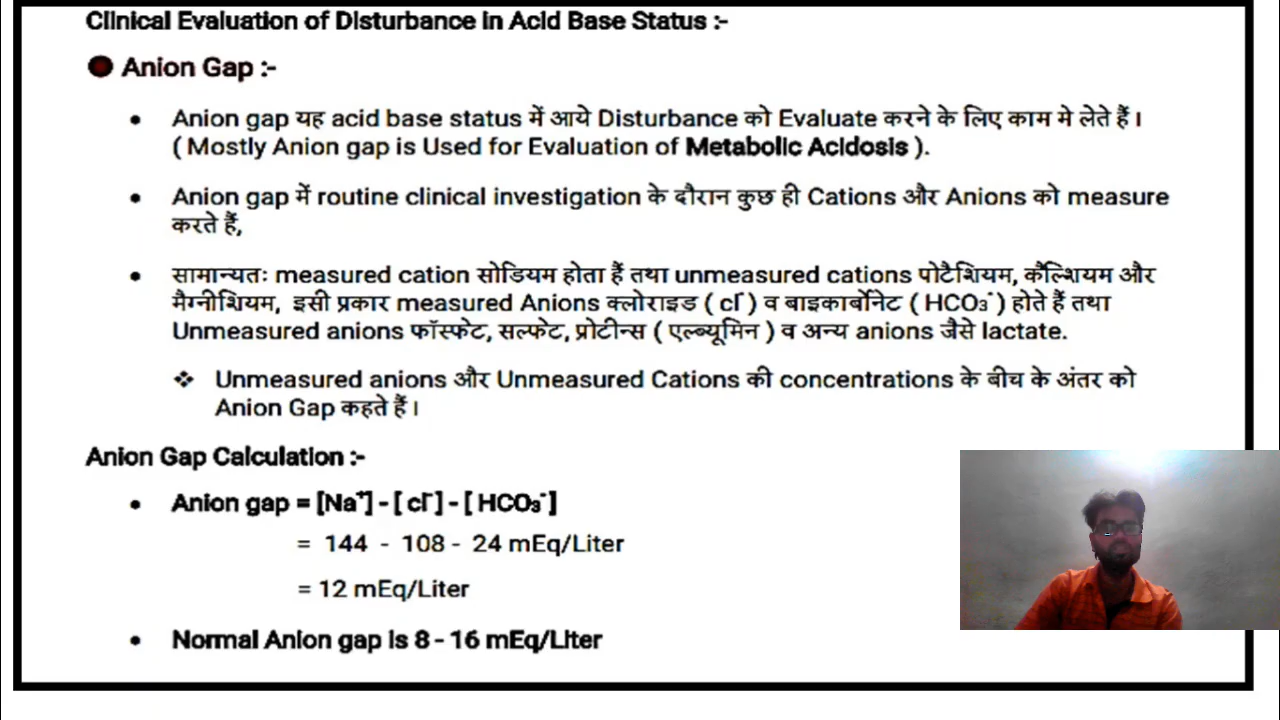 Clinical Evaluation of Disturbance in Acid Base Status :-
Anion Gap :-
Anion gap यह acid base status में आये Disturbance को Evaluate करने के लिए काम मे लेते हैं ।
( Mostly Anion gap is Used for Evaluation of Metabolic Acidosis ).
Anion gap में routine clinical investigation के दौरान कुछ ही Cations और Anions को measure
करते हैं,
सामान्यतः measured cation सोडियम होता हैं तथा unmeasured cations पोटैशियम, कैल्शियम और
मैग्नीशियम, इसी प्रकार measured Anions क्लोराइड ( cl⁻ ) व बाइकार्बोनेट ( HCO₃⁻ ) होते हैं तथा
Unmeasured anions फॉस्फेट, सल्फेट, प्रोटीन्स ( एल्ब्यूमिन ) व अन्य anions जैसे lactate.
Unmeasured anions और Unmeasured Cations की concentrations के बीच के अंतर को
Anion Gap कहते हैं ।
Anion Gap Calculation :-
Anion gap = [Na⁺] - [ cl⁻] - [ HCO₃⁻ ]
= 144 - 108 - 24 mEq/Liter
= 12 mEq/Liter
Normal Anion gap is 8 - 16 mEq/Liter